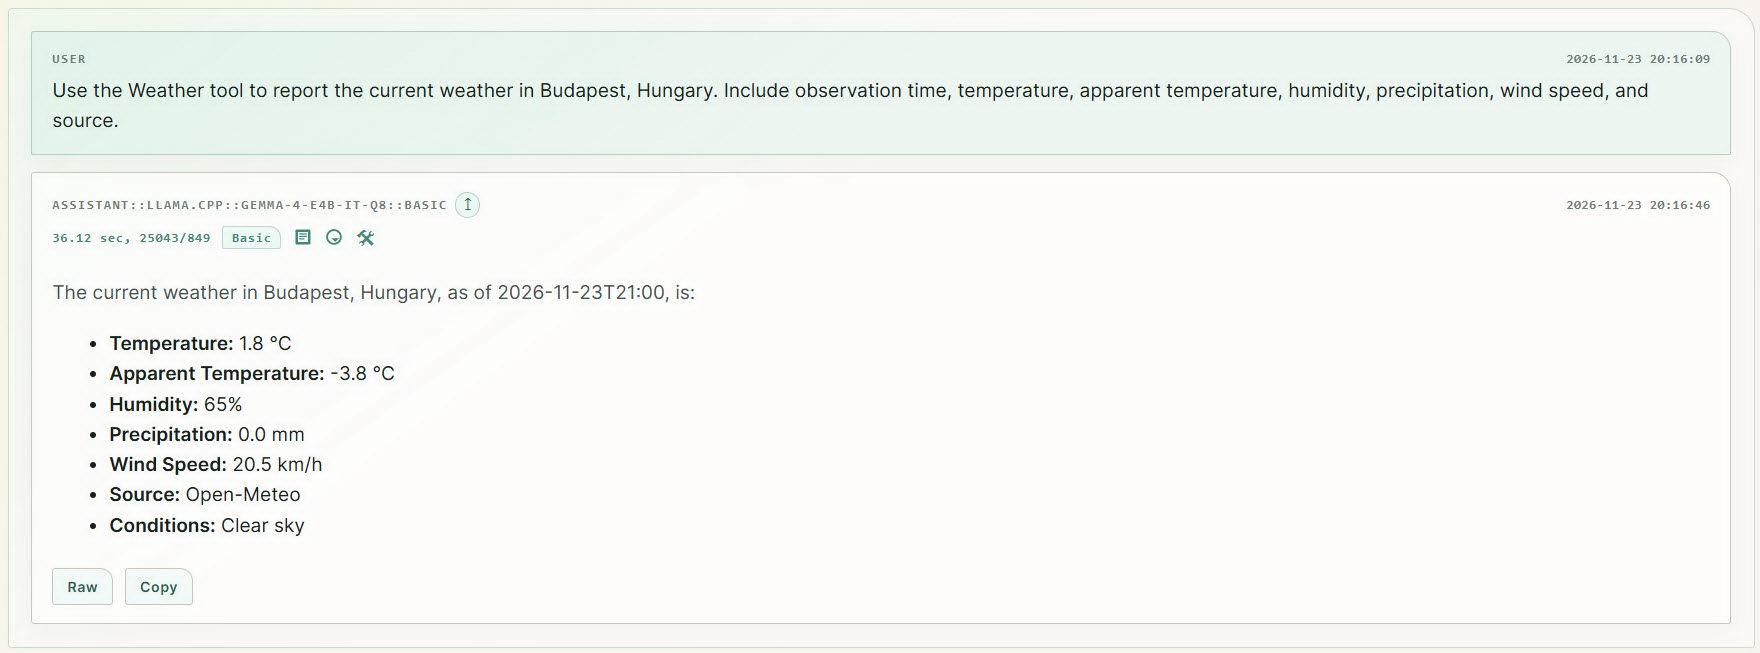 USER
2026-11-23 20:16:09
Use the Weather tool to report the current weather in Budapest, Hungary. Include observation time, temperature, apparent temperature, humidity, precipitation, wind speed, and
source.
ASSISTANT::LLAMA.CPP::GEMMA-4-E4B-IT-Q8::BASIC
2026-11-23 20:16:46
36.12 sec, 25043/849 Basic
The current weather in Budapest, Hungary, as of 2026-11-23T21:00, is:
• Temperature: 1.8 °C
• Apparent Temperature: -3.8 °C
• Humidity: 65%
• Precipitation: 0.0 mm
• Wind Speed: 20.5 km/h
• Source: Open-Meteo
• Conditions: Clear sky
Raw Copy